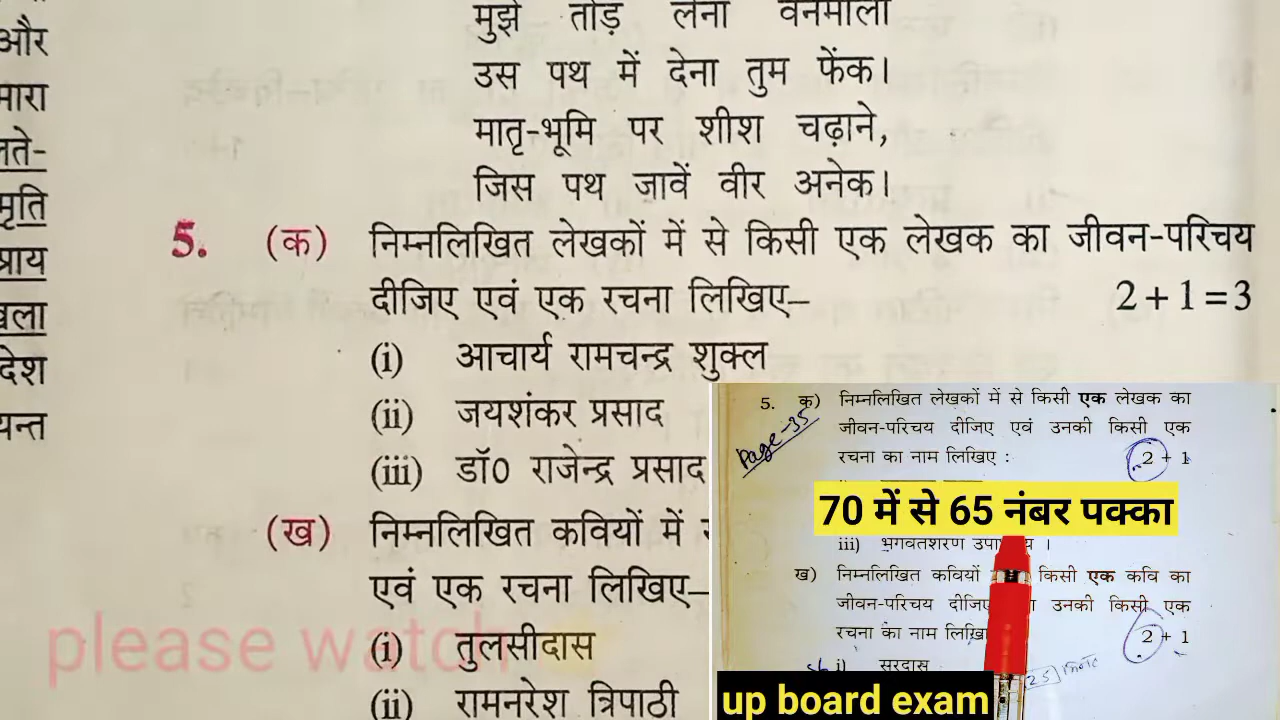 और
मारा
मृति
प्राय
देश
यन्त
मुझे तोड़ लेना वनमाली
उस पथ में देना तुम फेंक।
मातृ-भूमि पर शीश चढ़ाने,
जिस पथ जावें वीर अनेक।
5. (क) निम्नलिखित लेखकों में से किसी एक लेखक का जीवन-परिचय
दीजिए एवं एक रचना लिखिए– 2+1=3
(i) आचार्य रामचन्द्र शुक्ल
(ii) जयशंकर प्रसाद
(iii) डॉ0 राजेन्द्र प्रसाद
(ख) निम्नलिखित कवियों में
एवं एक रचना लिखिए–
(i) तुलसीदास
(ii) रामनरेश त्रिपाठी
please watch
5. क) निम्नलिखित लेखकों में से किसी एक लेखक का
जीवन-परिचय दीजिए एवं उनकी किसी एक
रचना का नाम लिखिए : 2 + 1
Page-35
70 में से 65 नंबर पक्का
iii) भगवतशरण उपाध्याय ।
ख) निम्नलिखित कवियों किसी एक कवि का
जीवन-परिचय दीजिए उनकी किसी एक
रचना का नाम लिखिए 2 + 1
i) सूरदास
up board exam